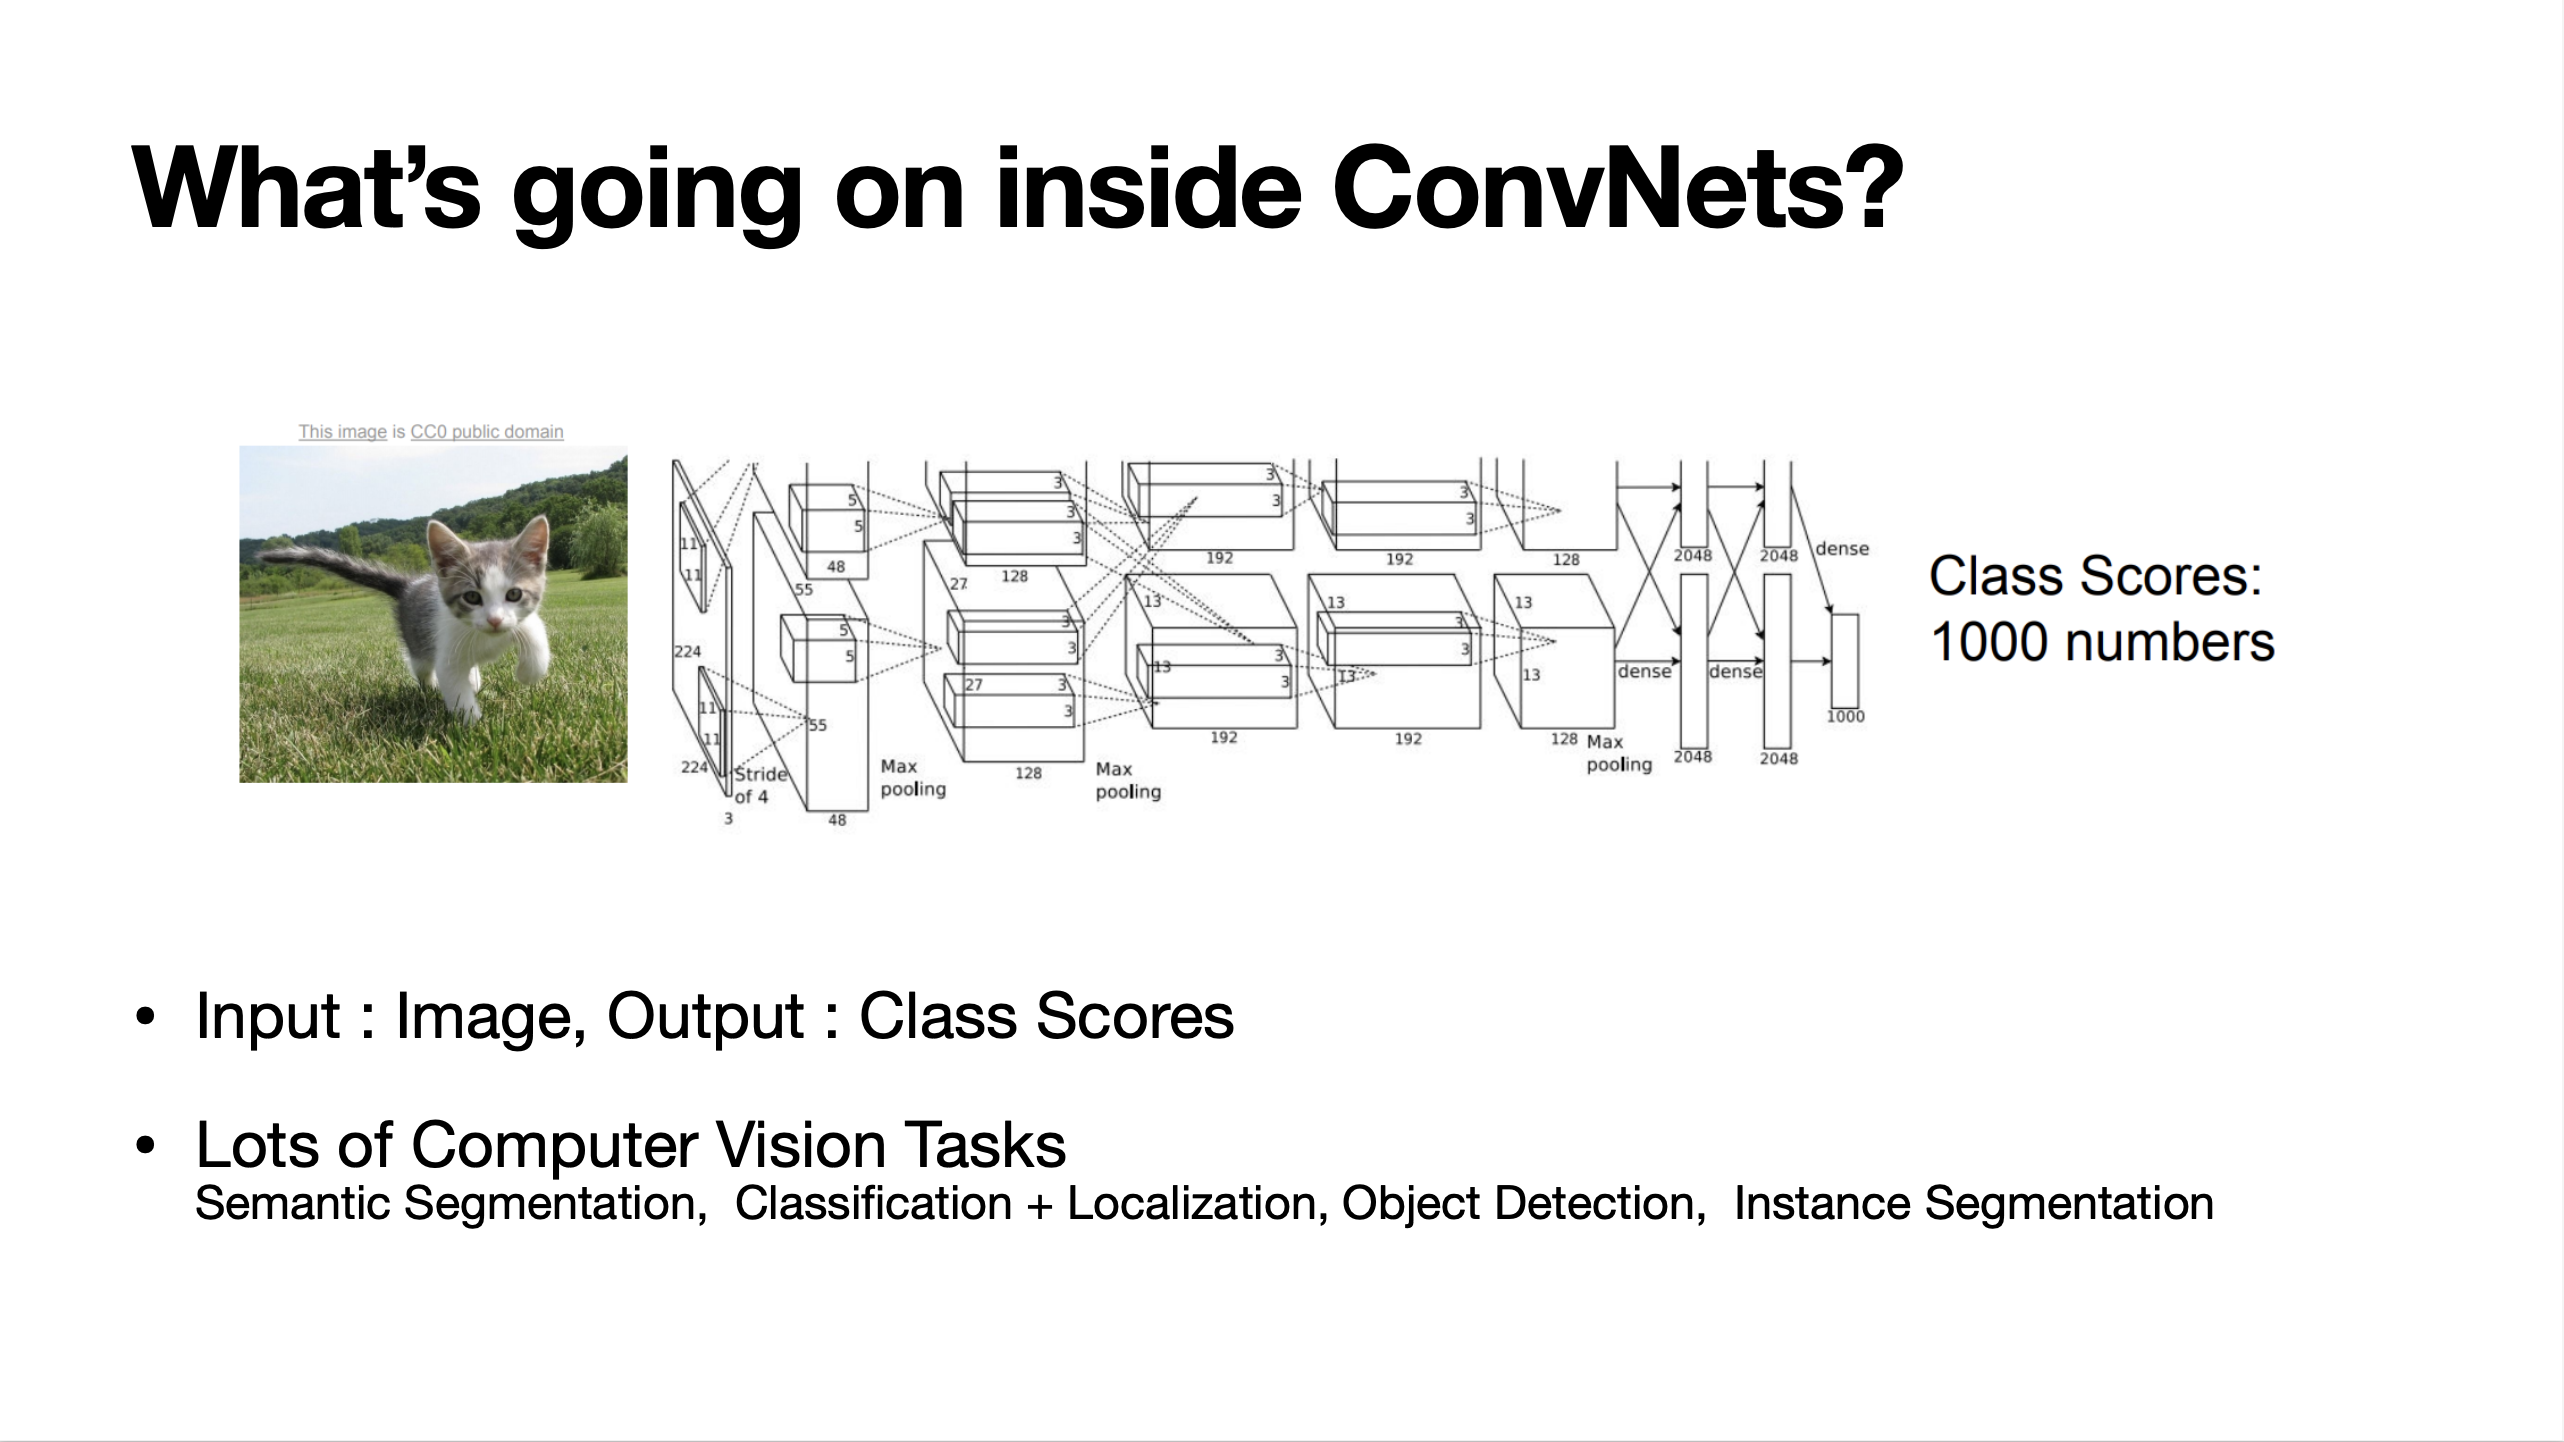 What's going on inside ConvNets?
This image is CC0 public domain
11
11
224
11
11
224
3
Stride
of 4
5
5
48
55
5
5
55
48
Max
pooling
3
3
3
128
27
3
3
27
3
3
128
Max
pooling
3
3
192
13
3
13
3
192
3
3
192
13
3
3
13
192
128
13
13
128
Max
pooling
dense
2048
2048
dense
2048
2048
dense
1000
Class Scores:
1000 numbers
• Input : Image, Output : Class Scores
• Lots of Computer Vision Tasks
Semantic Segmentation, Classification + Localization, Object Detection, Instance Segmentation